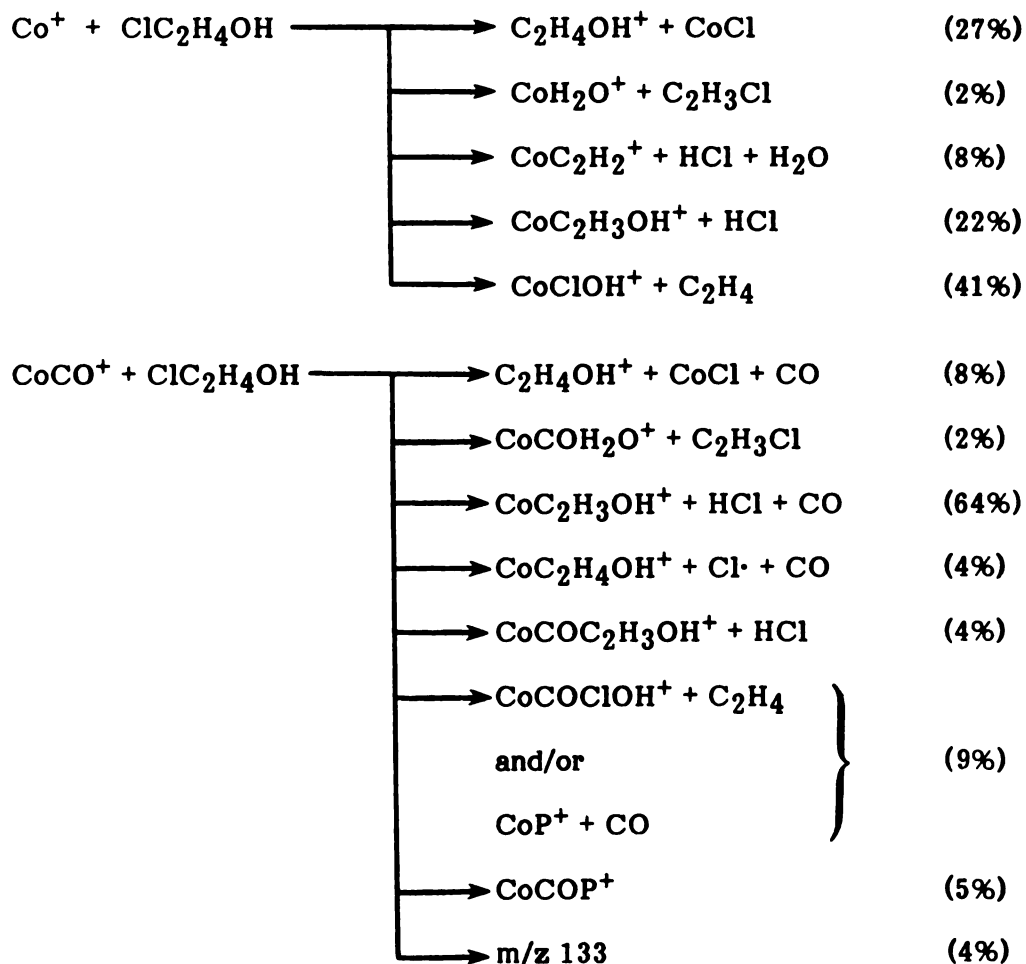 Co⁺ + ClC₂H₄OH → C₂H₄OH⁺ + CoCl (27%)
CoH₂O⁺ + C₂H₃Cl (2%)
CoC₂H₂⁺ + HCl + H₂O (8%)
CoC₂H₃OH⁺ + HCl (22%)
CoClOH⁺ + C₂H₄ (41%)
CoCO⁺ + ClC₂H₄OH → C₂H₄OH⁺ + CoCl + CO (8%)
CoCOH₂O⁺ + C₂H₃Cl (2%)
CoC₂H₃OH⁺ + HCl + CO (64%)
CoC₂H₄OH⁺ + Cl· + CO (4%)
CoCOC₂H₃OH⁺ + HCl (4%)
CoCOClOH⁺ + C₂H₄
and/or (9%)
CoP⁺ + CO
CoCOP⁺ (5%)
m/z 133 (4%)